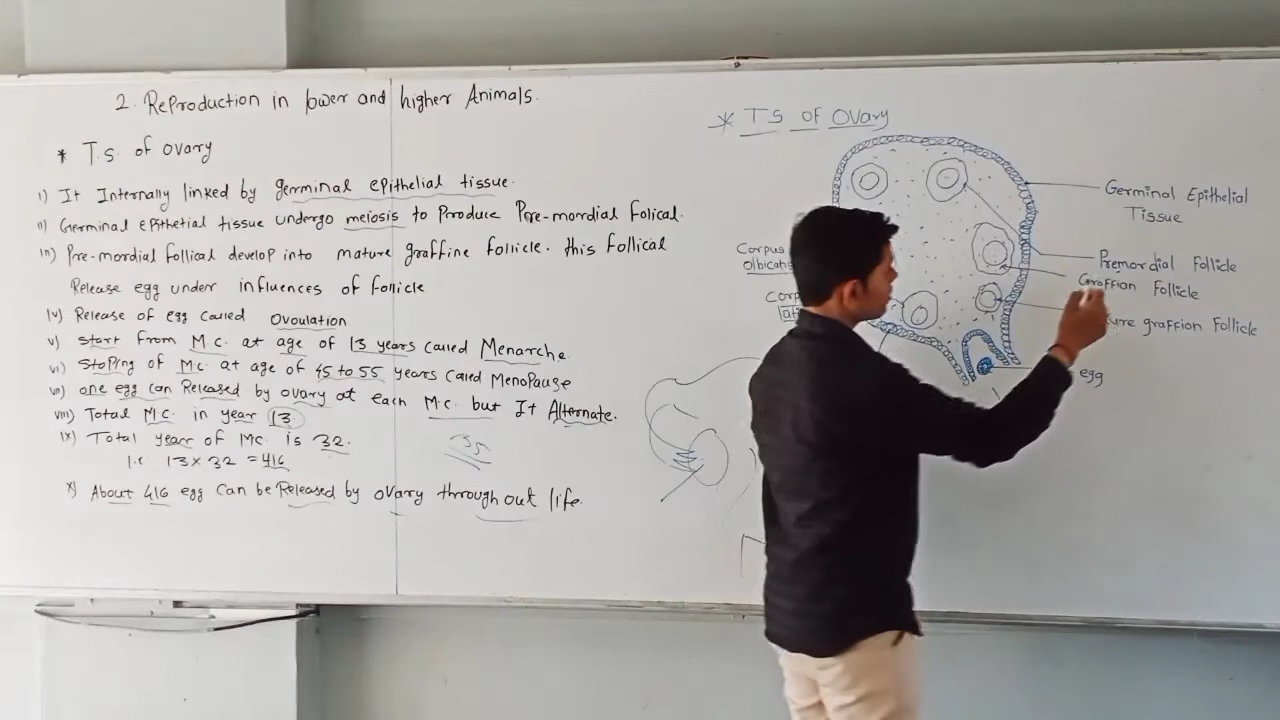 2. Reproduction in lower and higher Animals.
* T.s. of ovary
i) It Internally linked by germinal epithelial tissue.
ii) Germinal epithetial tissue undergo meiosis to Produce Pre-mordial Folical.
iii) Pre-mordial follical develop into mature graffine follicle. this follical
Release egg under influences of follicle
iv) Release of egg called Ovoulation
v) start from M.C. at age of 13 years called Menarche.
vi) stoping of M.C. at age of 45 to 55 years called Menopause
vii) one egg can Released by ovary at each M.C. but It Alternate.
viii) Total M.C. in year 13.
ix) Total year of MC. is 32.
i.e 13 x 32 = 416
x) About 416 egg can be Released by ovary through out life.
* T.S OF Ovary
Germinal Epithelial
Tissue
Corpus
Olbicat
Premordial Follicle
Graffion Follicle
Corp
graffion Follicle
egg